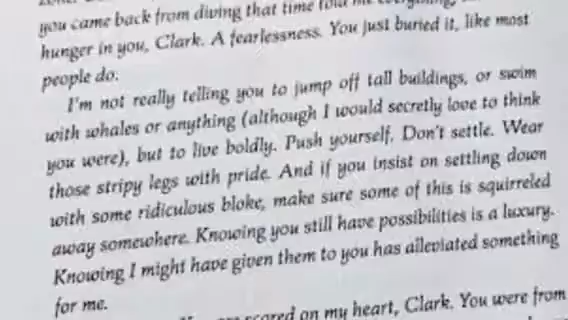 you came back from diving that time told me
hunger in you, Clark. A fearlessness. You just buried it, like most
people do.
I'm not really telling you to jump off tall buildings, or swim
with whales or anything (although I would secretly love to think
you were), but to live boldly. Push yourself. Don't settle. Wear
those stripy legs with pride. And if you insist on settling down
with some ridiculous bloke, make sure some of this is squirreled
away somewhere. Knowing you still have possibilities is a luxury.
Knowing I might have given them to you has alleviated something
for me.
scored on my heart, Clark. You were from